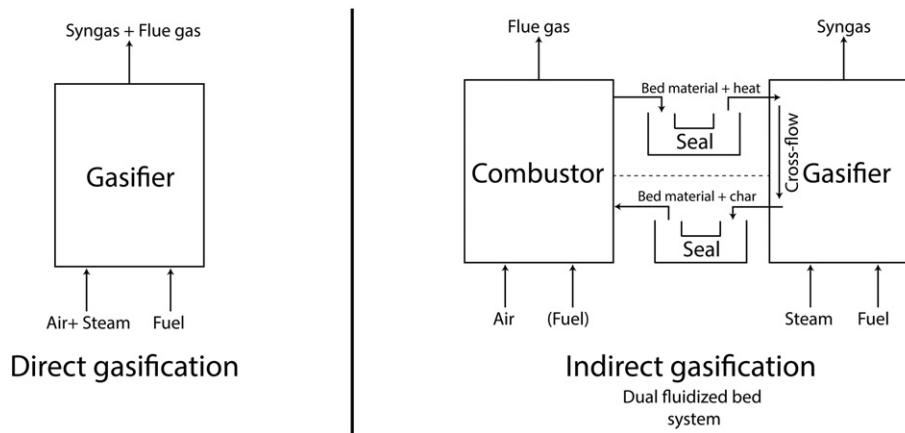 Syngas + Flue gas
Gasifier
Air+ Steam
Fuel
Direct gasification
Flue gas
Syngas
Bed material + heat
Seal
Cross-flow
Combustor
Gasifier
Bed material + char
Seal
Air
(Fuel)
Steam
Fuel
Indirect gasification
Dual fluidized bed
system